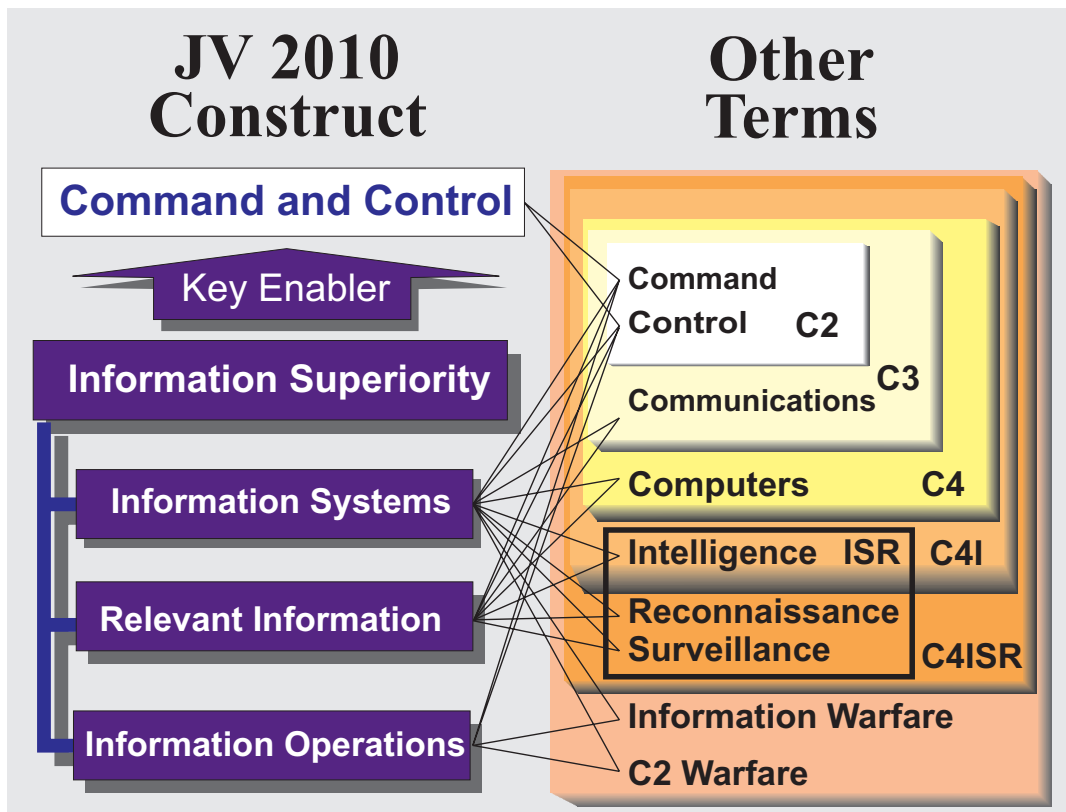 JV 2010
Construct
Other
Terms
Command and Control
Key Enabler
Information Superiority
Information Systems
Relevant Information
Information Operations
Command
Control C2
C3
Communications
Computers C4
Intelligence ISR C4I
Reconnaissance
Surveillance C4ISR
Information Warfare
C2 Warfare